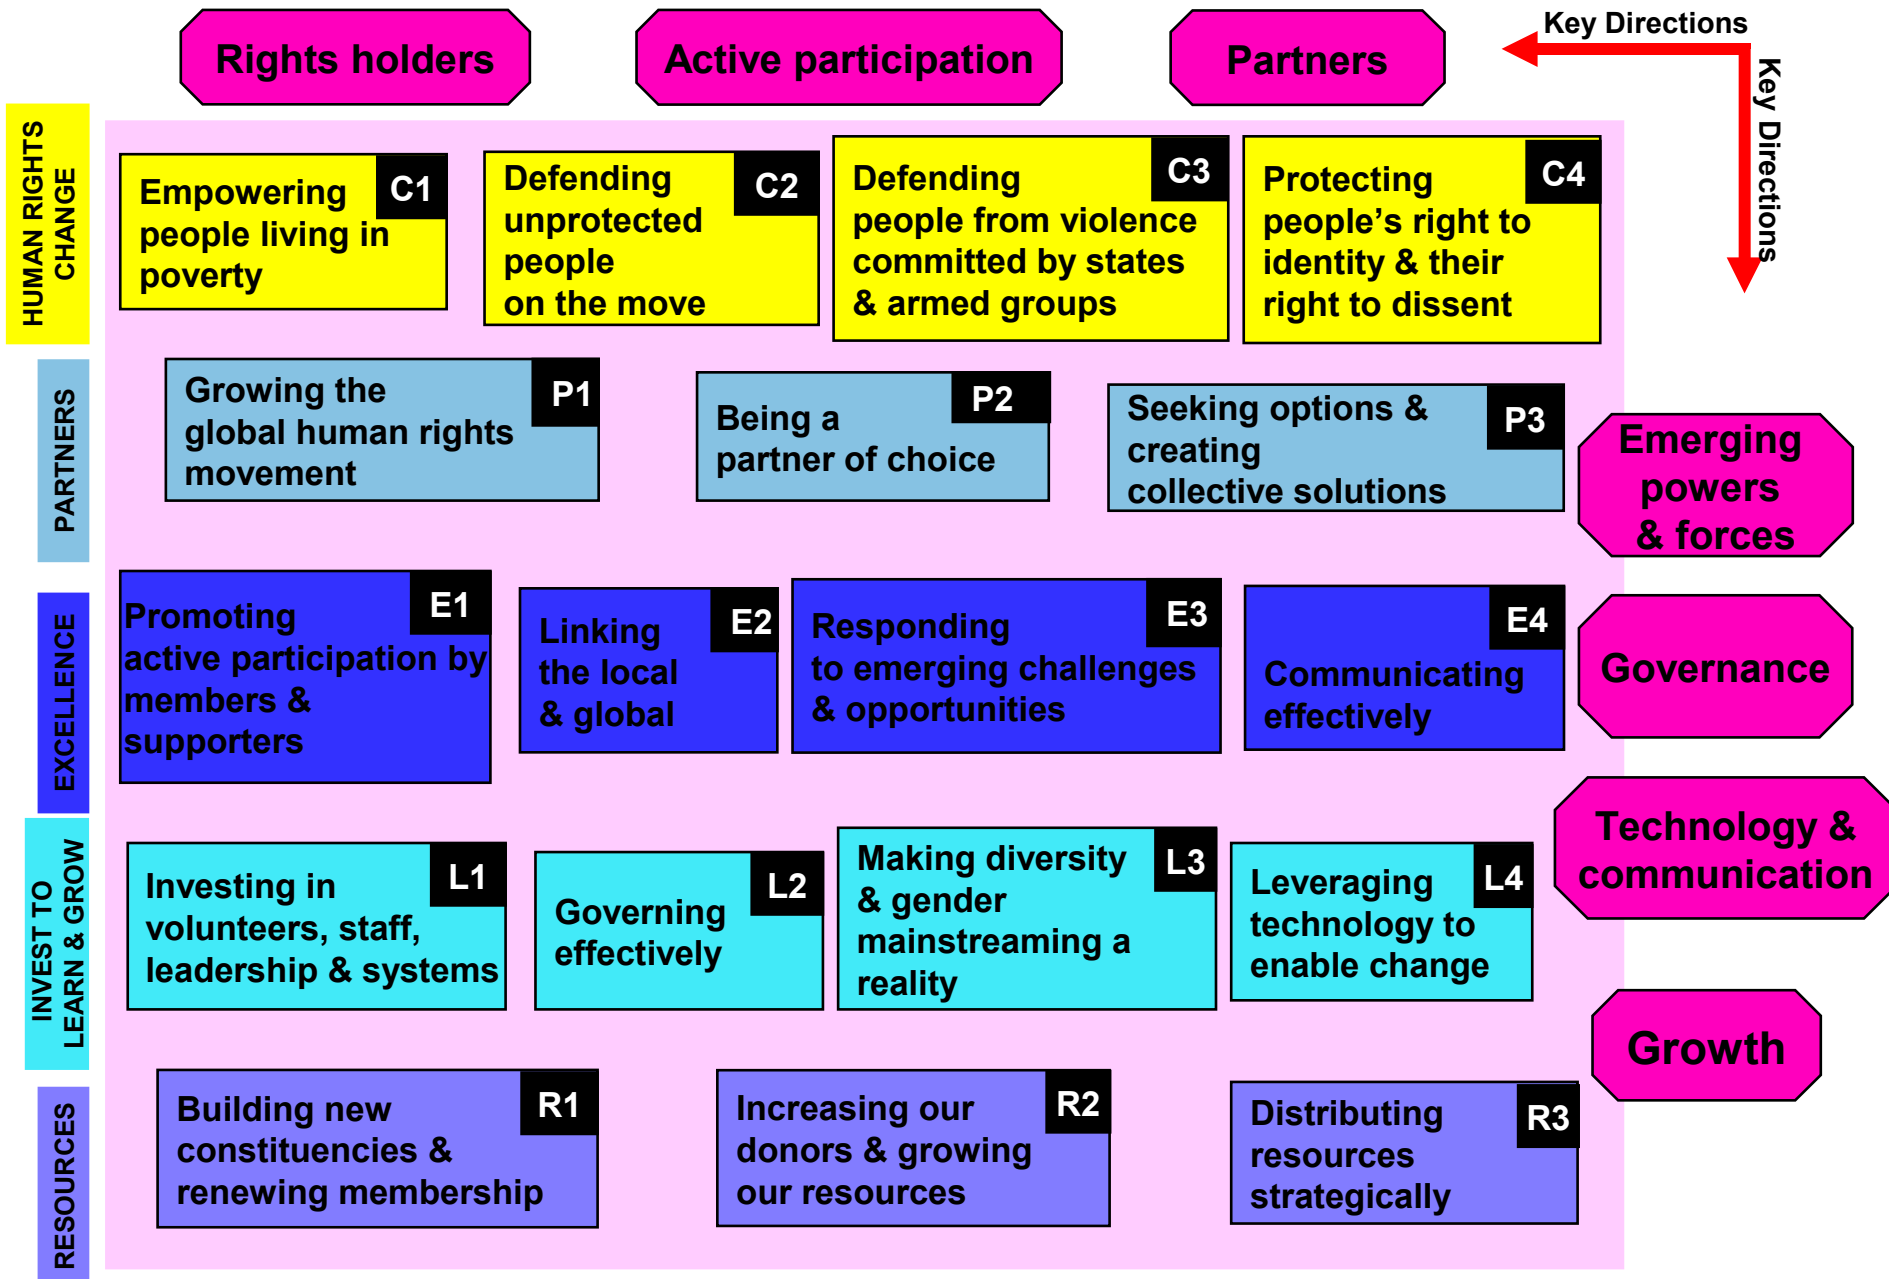 Rights holders
Active participation
Partners
Key Directions
Key Directions
HUMAN RIGHTS
CHANGE
Empowering
people living in
poverty
C1
Defending
unprotected
people
on the move
C2
Defending
people from violence
committed by states
& armed groups
C3
Protecting
people’s right to
identity & their
right to dissent
C4
PARTNERS
Growing the
global human rights
movement
P1
Being a
partner of choice
P2
Seeking options &
creating
collective solutions
P3
Emerging
powers
& forces
EXCELLENCE
Promoting
active participation by
members &
supporters
E1
Linking
the local
& global
E2
Responding
to emerging challenges
& opportunities
E3
Communicating
effectively
E4
Governance
INVEST TO
LEARN & GROW
Investing in
volunteers, staff,
leadership & systems
L1
Governing
effectively
L2
Making diversity
& gender
mainstreaming a
reality
L3
Leveraging
technology to
enable change
L4
Technology &
communication
Growth
RESOURCES
Building new
constituencies &
renewing membership
R1
Increasing our
donors & growing
our resources
R2
Distributing
resources
strategically
R3